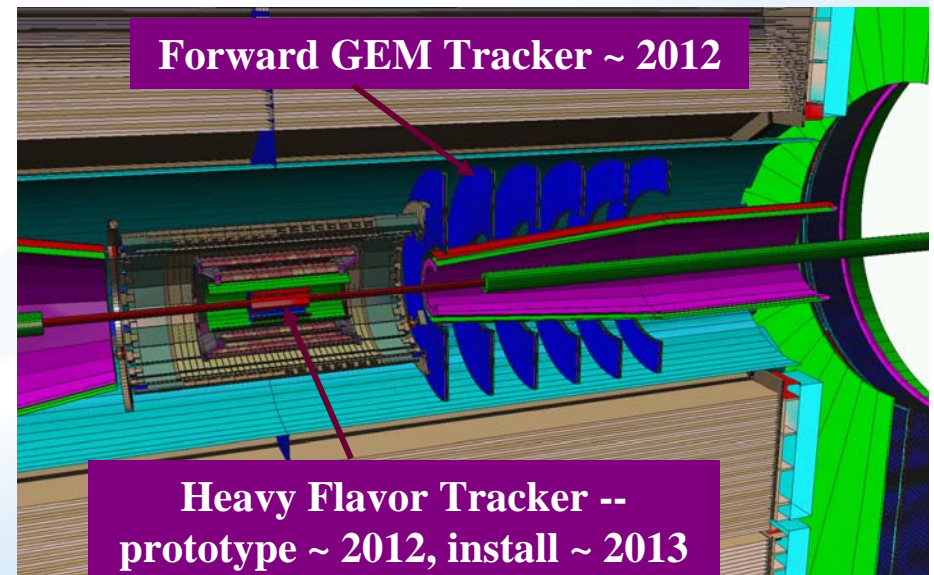 Forward GEM Tracker ~ 2012
Heavy Flavor Tracker --
prototype ~ 2012, install ~ 2013